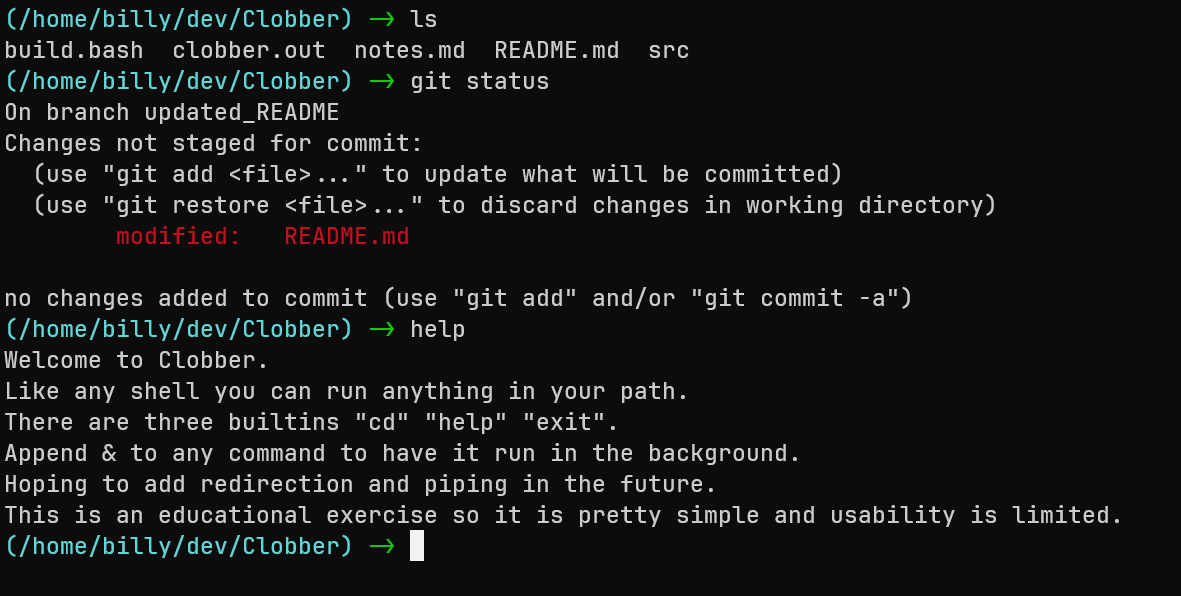 (/home/billy/dev/Clobber) → ls
build.bash  clobber.out  notes.md  README.md  src
(/home/billy/dev/Clobber) → git status
On branch updated_README
Changes not staged for commit:
  (use "git add <file>..." to update what will be committed)
  (use "git restore <file>..." to discard changes in working directory)
        modified:   README.md

no changes added to commit (use "git add" and/or "git commit -a")
(/home/billy/dev/Clobber) → help
Welcome to Clobber.
Like any shell you can run anything in your path.
There are three builtins "cd" "help" "exit".
Append & to any command to have it run in the background.
Hoping to add redirection and piping in the future.
This is an educational exercise so it is pretty simple and usability is limited.
(/home/billy/dev/Clobber) →